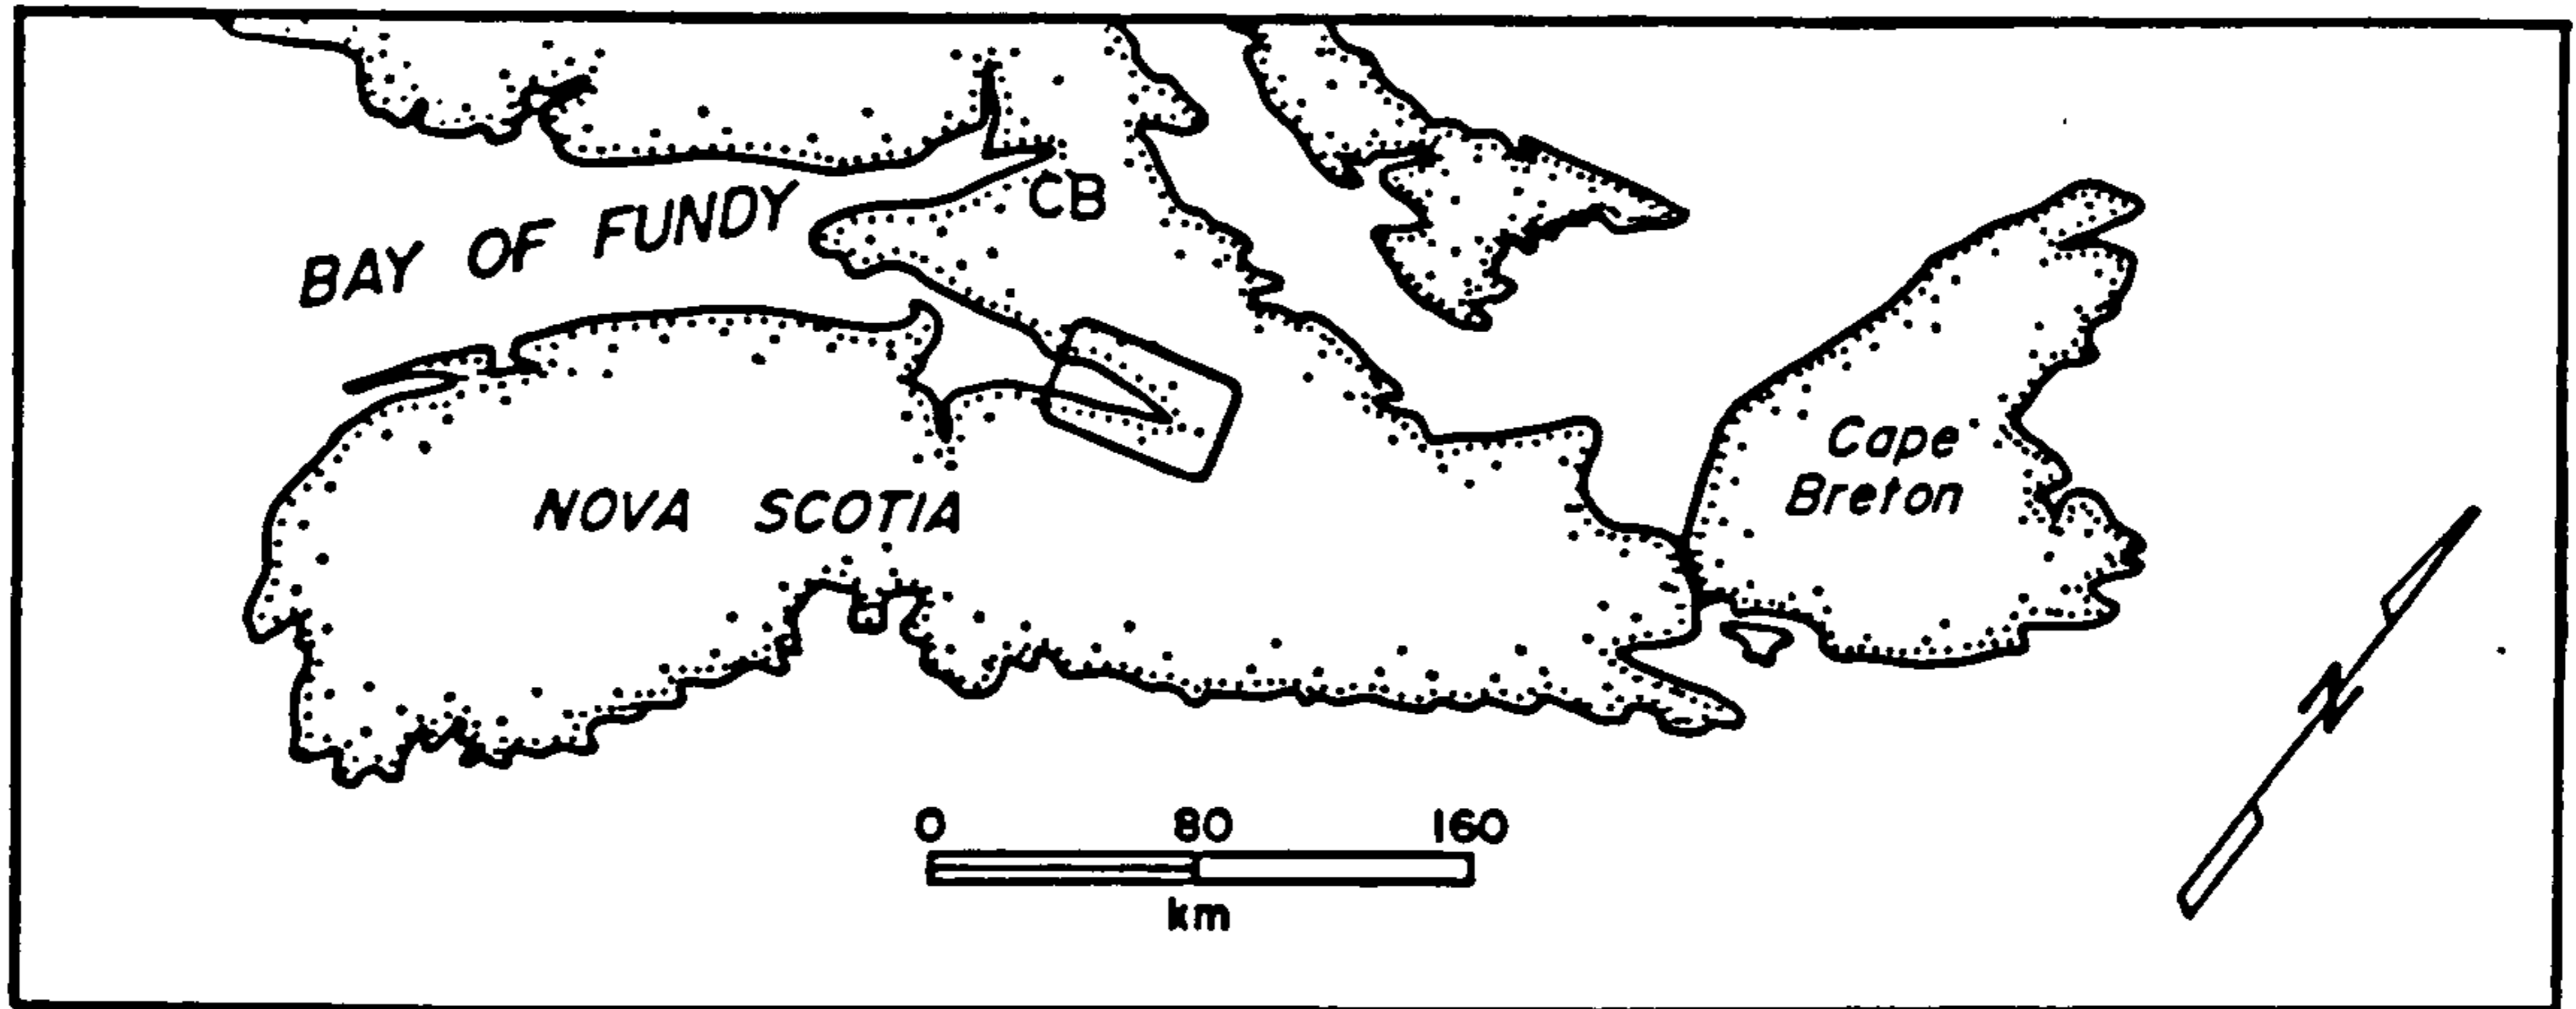 CB
BAY OF FUNDY
Cape
Breton
NOVA SCOTIA
N
0 80 160
km